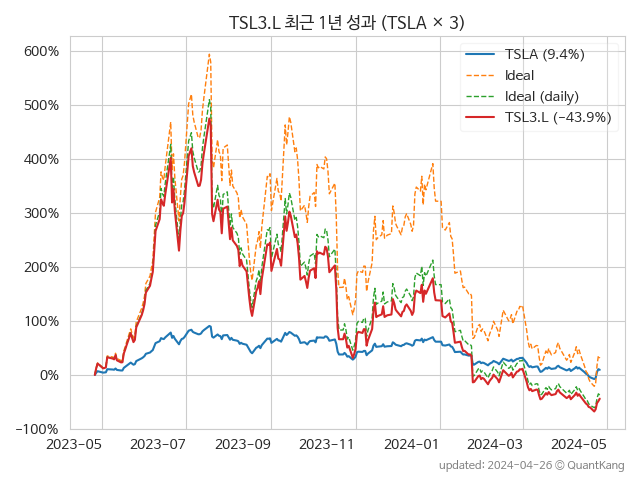 TSL3.L 최근 1년 성과 (TSLA × 3)
600%
500%
400%
300%
200%
100%
0%
−100%
TSLA (9.4%)
Ideal
Ideal (daily)
TSL3.L (−43.9%)
2023-05
2023-07
2023-09
2023-11
2024-01
2024-03
2024-05
updated: 2024-04-26 © QuantKang